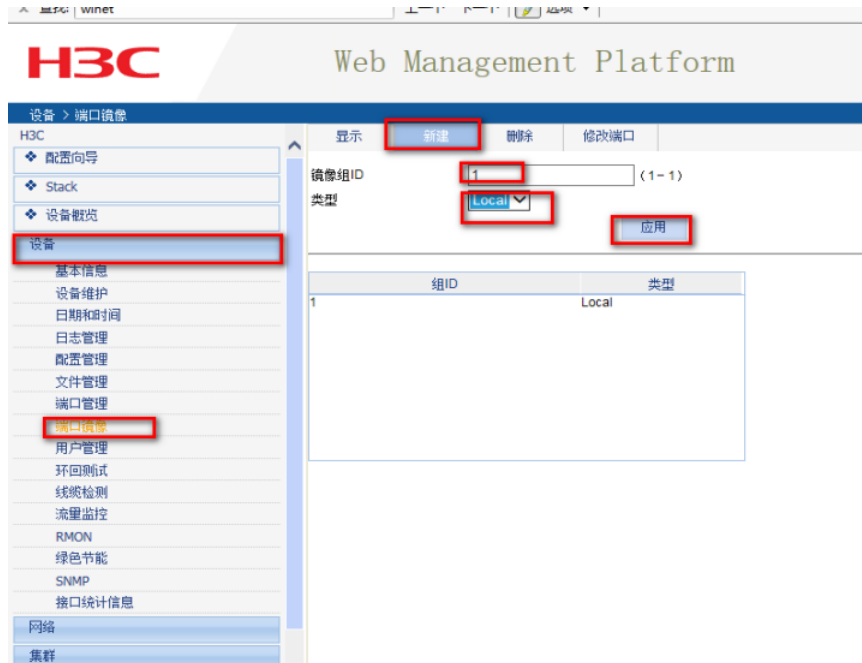 查找: winet
选项
H3C
Web Management Platform
设备 > 端口镜像
H3C
配置向导
Stack
设备概览
设备
基本信息
设备维护
日期和时间
日志管理
配置管理
文件管理
端口管理
端口镜像
用户管理
环回测试
线缆检测
流量监控
RMON
绿色节能
SNMP
接口统计信息
网络
集群
显示 新建 删除 修改端口
镜像组ID 1 (1-1)
类型 Local
应用
组ID 类型
1 Local